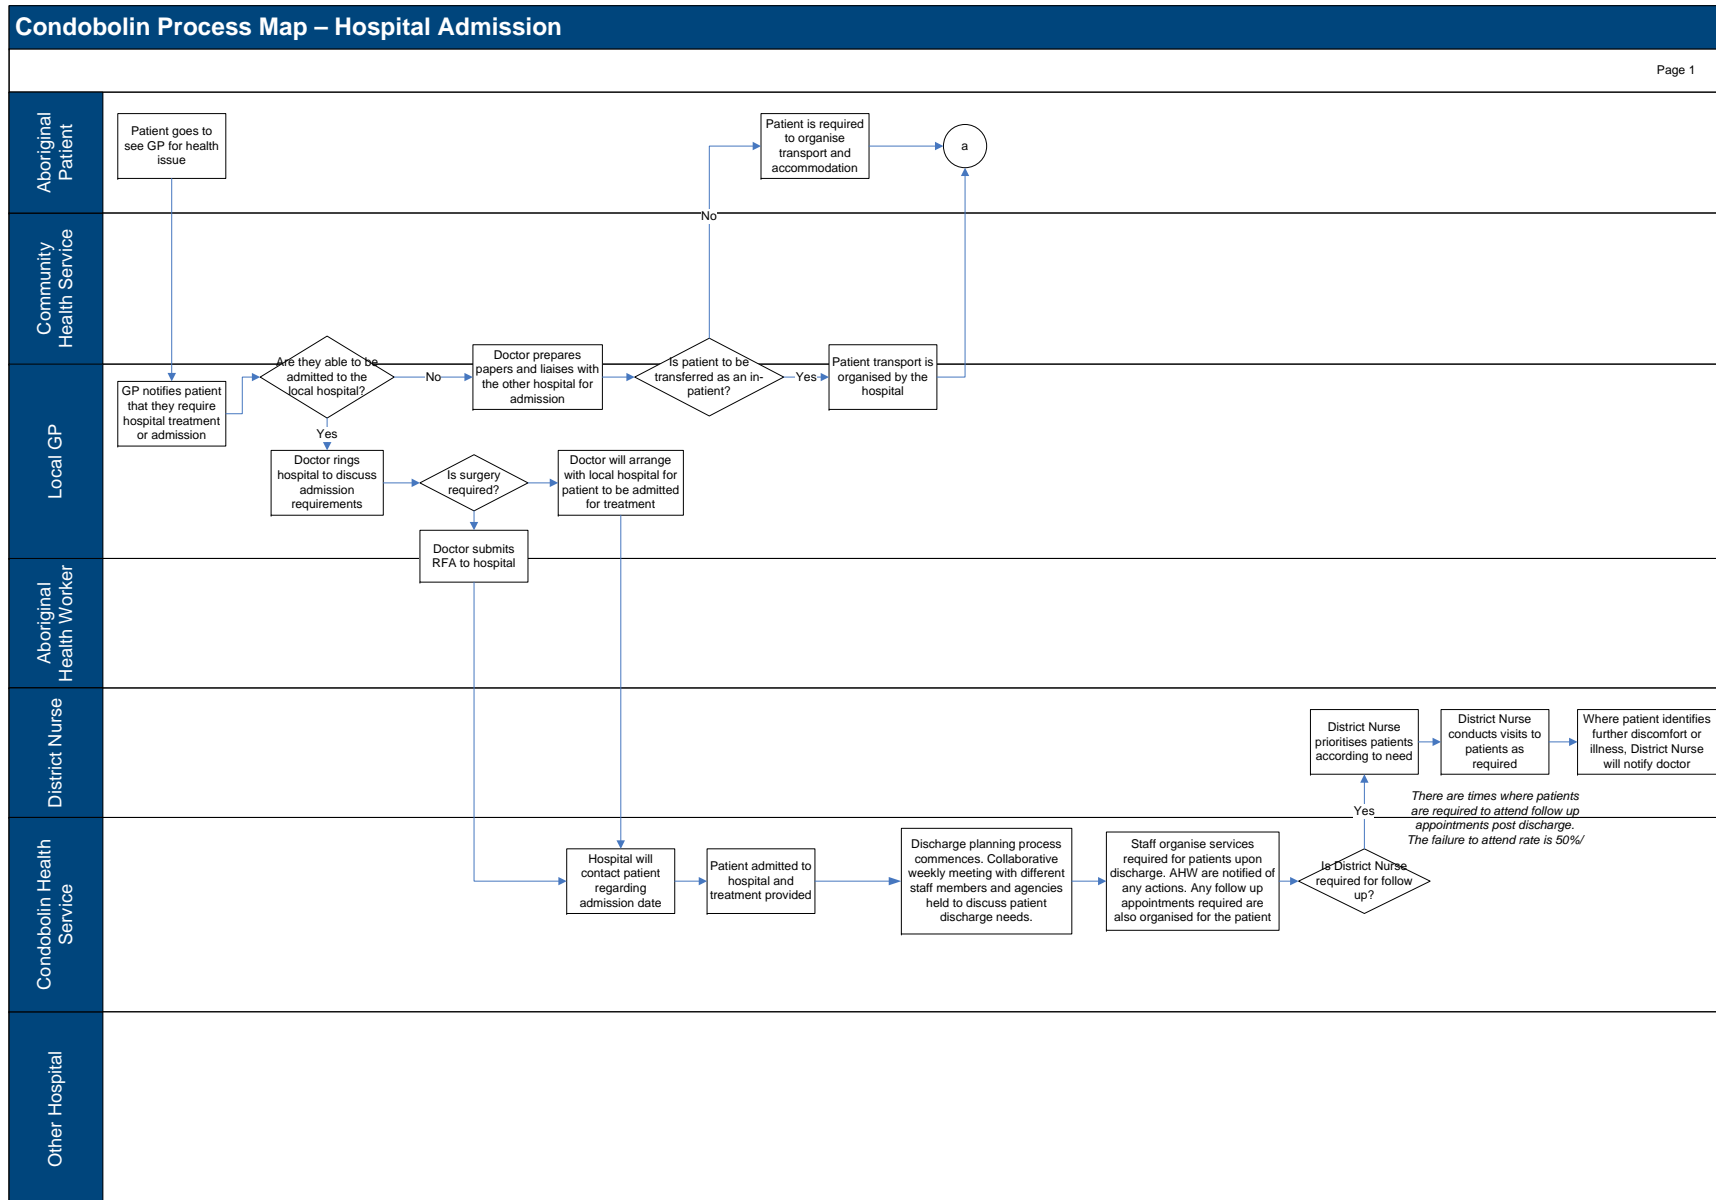 Condobolin Process Map – Hospital Admission
Page 1
Aboriginal
Patient
Patient goes to
see GP for health
issue
Patient is required
to organise
transport and
accommodation
a
No
Community
Health Service
Local GP
GP notifies patient
that they require
hospital treatment
or admission
Are they able to be
admitted to the
local hospital?
No
Doctor prepares
papers and liaises with
the other hospital for
admission
Is patient to be
transferred as an in-
patient?
Yes
Patient transport is
organised by the
hospital
Yes
Doctor rings
hospital to discuss
admission
requirements
Is surgery
required?
Doctor will arrange
with local hospital for
patient to be admitted
for treatment
Doctor submits
RFA to hospital
Aboriginal
Health Worker
District Nurse
District Nurse
prioritises patients
according to need
District Nurse
conducts visits to
patients as
required
Where patient identifies
further discomfort or
illness, District Nurse
will notify doctor
Yes
There are times where patients
are required to attend follow up
appointments post discharge.
The failure to attend rate is 50%/
Condobolin Health
Service
Hospital will
contact patient
regarding
admission date
Patient admitted to
hospital and
treatment provided
Discharge planning process
commences. Collaborative
weekly meeting with different
staff members and agencies
held to discuss patient
discharge needs.
Staff organise services
required for patients upon
discharge. AHW are notified of
any actions. Any follow up
appointments required are
also organised for the patient
Is District Nurse
required for follow
up?
Other Hospital